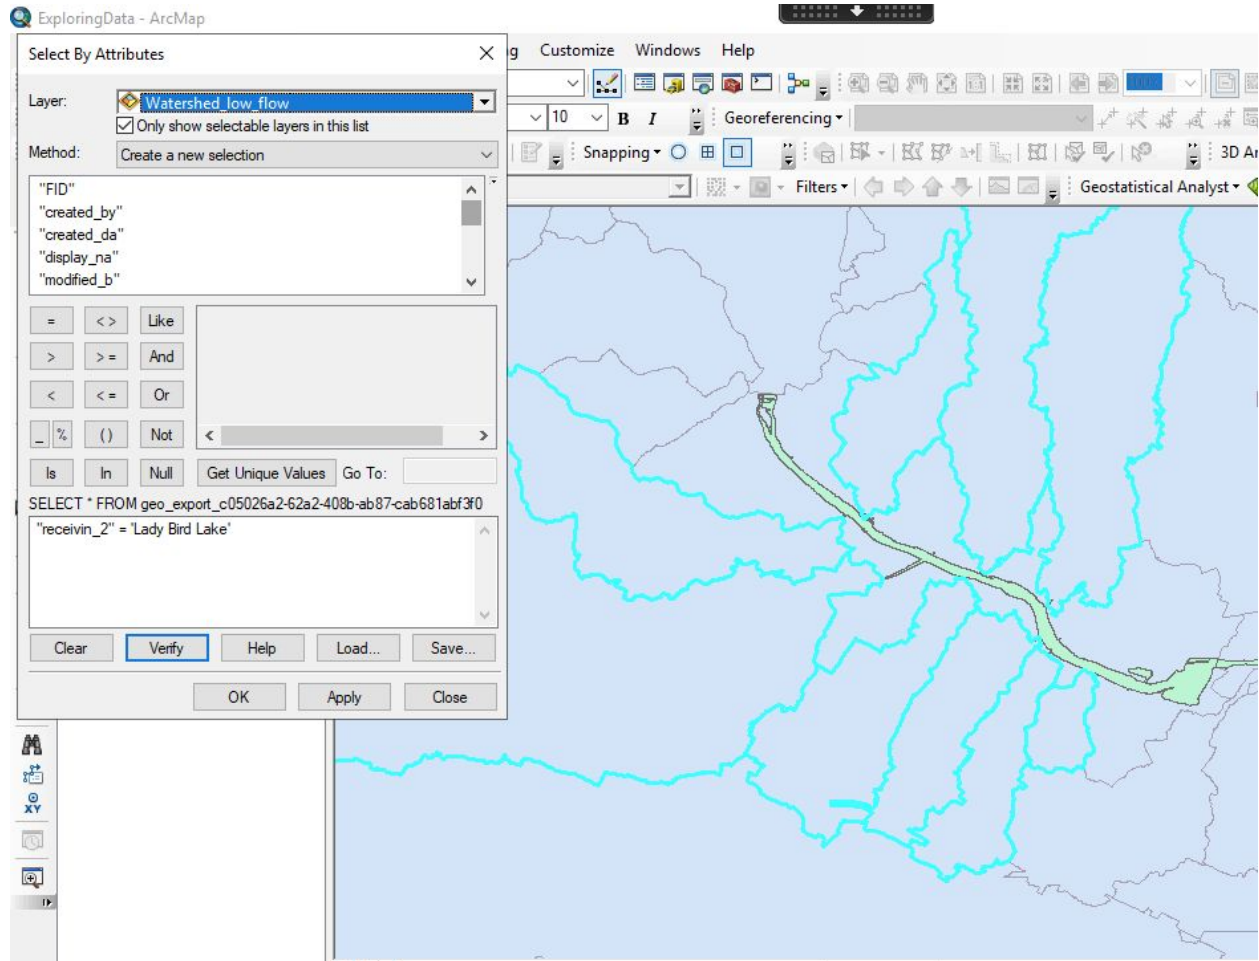 ExploringData - ArcMap
Select By Attributes
g Customize Windows Help
Layer: Watershed_low_flow
Only show selectable layers in this list
10 B I Georeferencing
Method: Create a new selection
Snapping 3D Ar
"FID"
"created_by"
"created_da"
"display_na"
"modified_b"
Filters Geostatistical Analyst
= < > Like
> > = And
< < = Or
_ % ( ) Not
Is In Null Get Unique Values Go To:
SELECT * FROM geo_export_c05026a2-62a2-408b-ab87-cab681abf3f0
"receivin_2" = 'Lady Bird Lake'
Clear Verify Help Load... Save...
OK Apply Close
XY